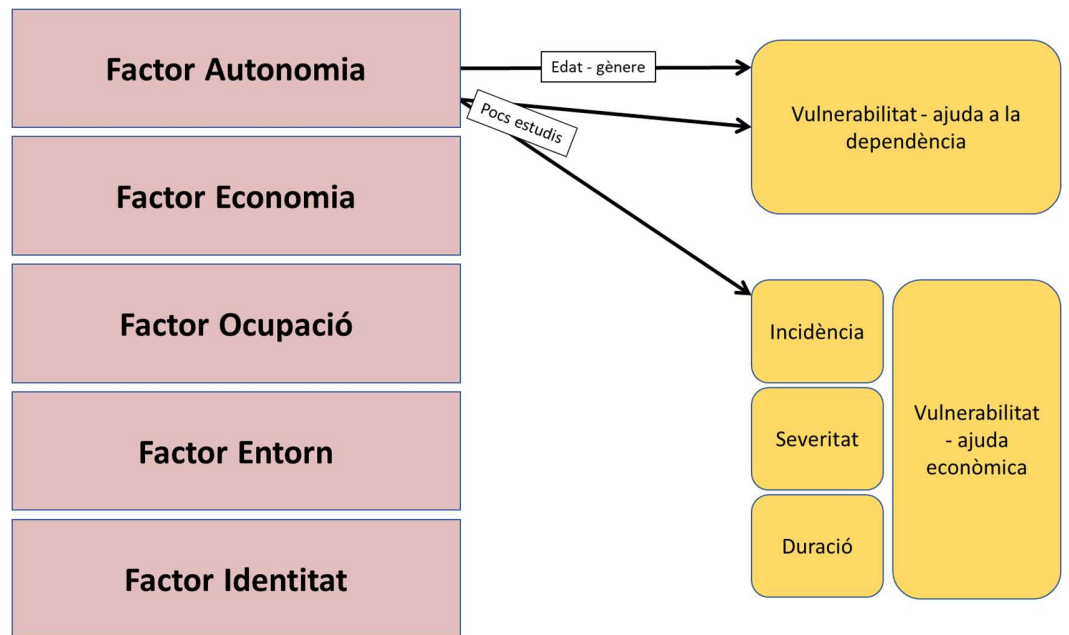 Factor Autonomia
Factor Economia
Factor Ocupació
Factor Entorn
Factor Identitat
Edat - gènere
Pocs estudis
Vulnerabilitat - ajuda a la
dependència
Incidència
Severitat
Duració
Vulnerabilitat
- ajuda
econòmica